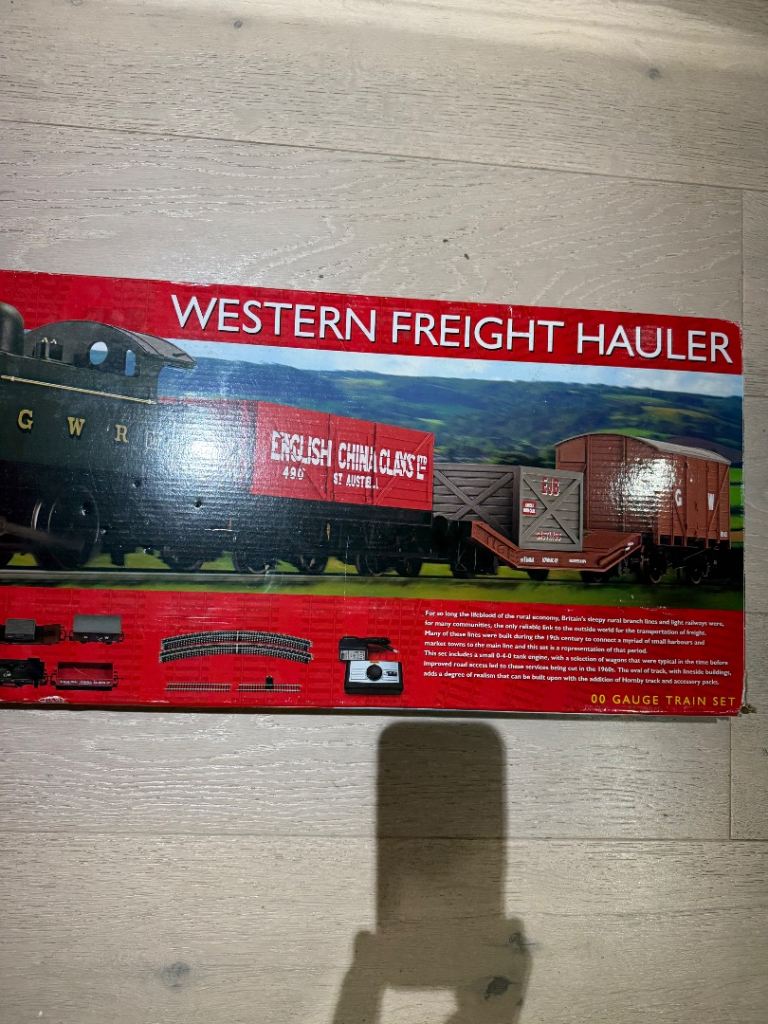 WESTERN FREIGHT HAULER
G W R
ENGLISH CHINA CLAYS LTD
490 ST AUSTELL
G W
For so long the lifeblood of the rural economy, Britain's sleepy rural branch lines and light railways were,
for many communities, the only reliable link to the outside world for the transportation of freight.
Many of these lines were built during the 19th century to connect a myriad of small harbours and
market towns to the main line and this set is a representation of that period.
This set includes a small 0-4-0 tank engine, with a selection of wagons that were typical in the time before
improved road access led to these services being cut in the 1960s. The oval of track, with lineside buildings,
adds a degree of realism that can be built upon with the addition of Hornby track and accessory packs.
00 GAUGE TRAIN SET